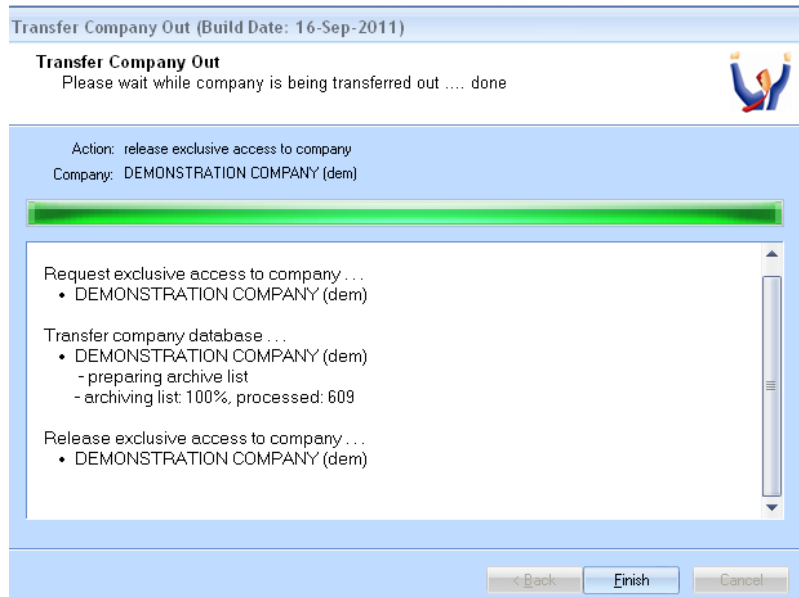 Transfer Company Out (Build Date: 16-Sep-2011)
Transfer Company Out
Please wait while company is being transferred out .... done
Action: release exclusive access to company
Company: DEMONSTRATION COMPANY (dem)
Request exclusive access to company . . .
• DEMONSTRATION COMPANY (dem)
Transfer company database . . .
• DEMONSTRATION COMPANY (dem)
- preparing archive list
- archiving list: 100%, processed: 609
Release exclusive access to company . . .
• DEMONSTRATION COMPANY (dem)
< Back Finish Cancel